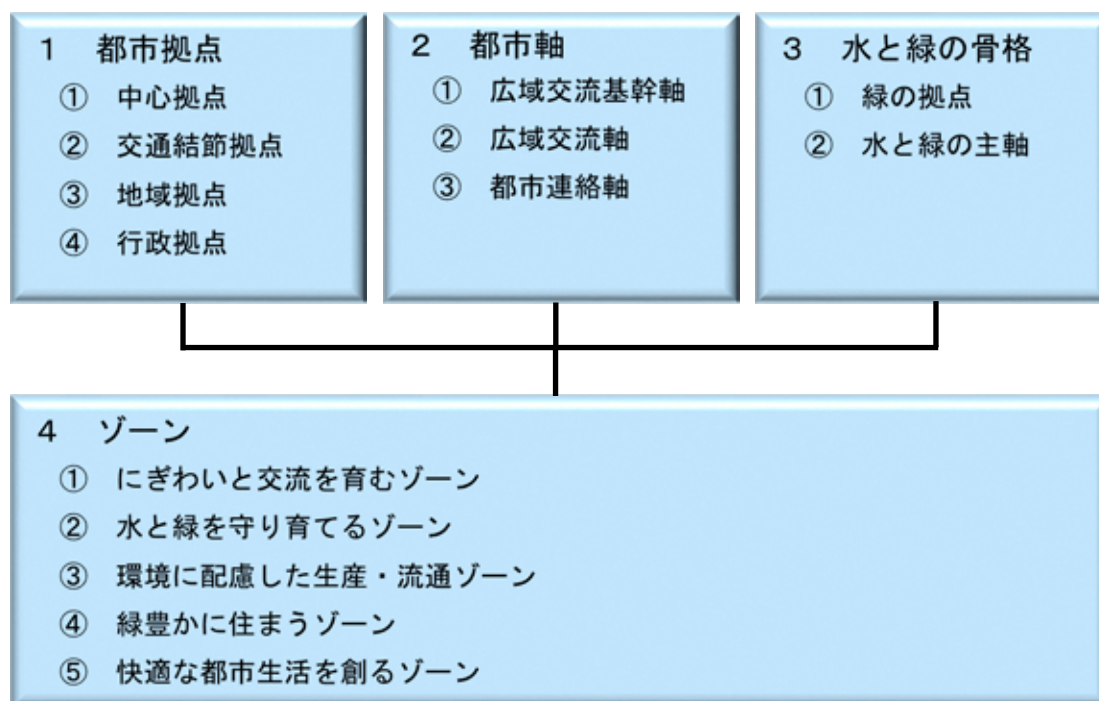 1 都市拠点
① 中心拠点
② 交通結節拠点
③ 地域拠点
④ 行政拠点
2 都市軸
① 広域交流基幹軸
② 広域交流軸
③ 都市連絡軸
3 水と緑の骨格
① 緑の拠点
② 水と緑の主軸
4 ゾーン
① にぎわいと交流を育むゾーン
② 水と緑を守り育てるゾーン
③ 環境に配慮した生産・流通ゾーン
④ 緑豊かに住まうゾーン
⑤ 快適な都市生活を創るゾーン